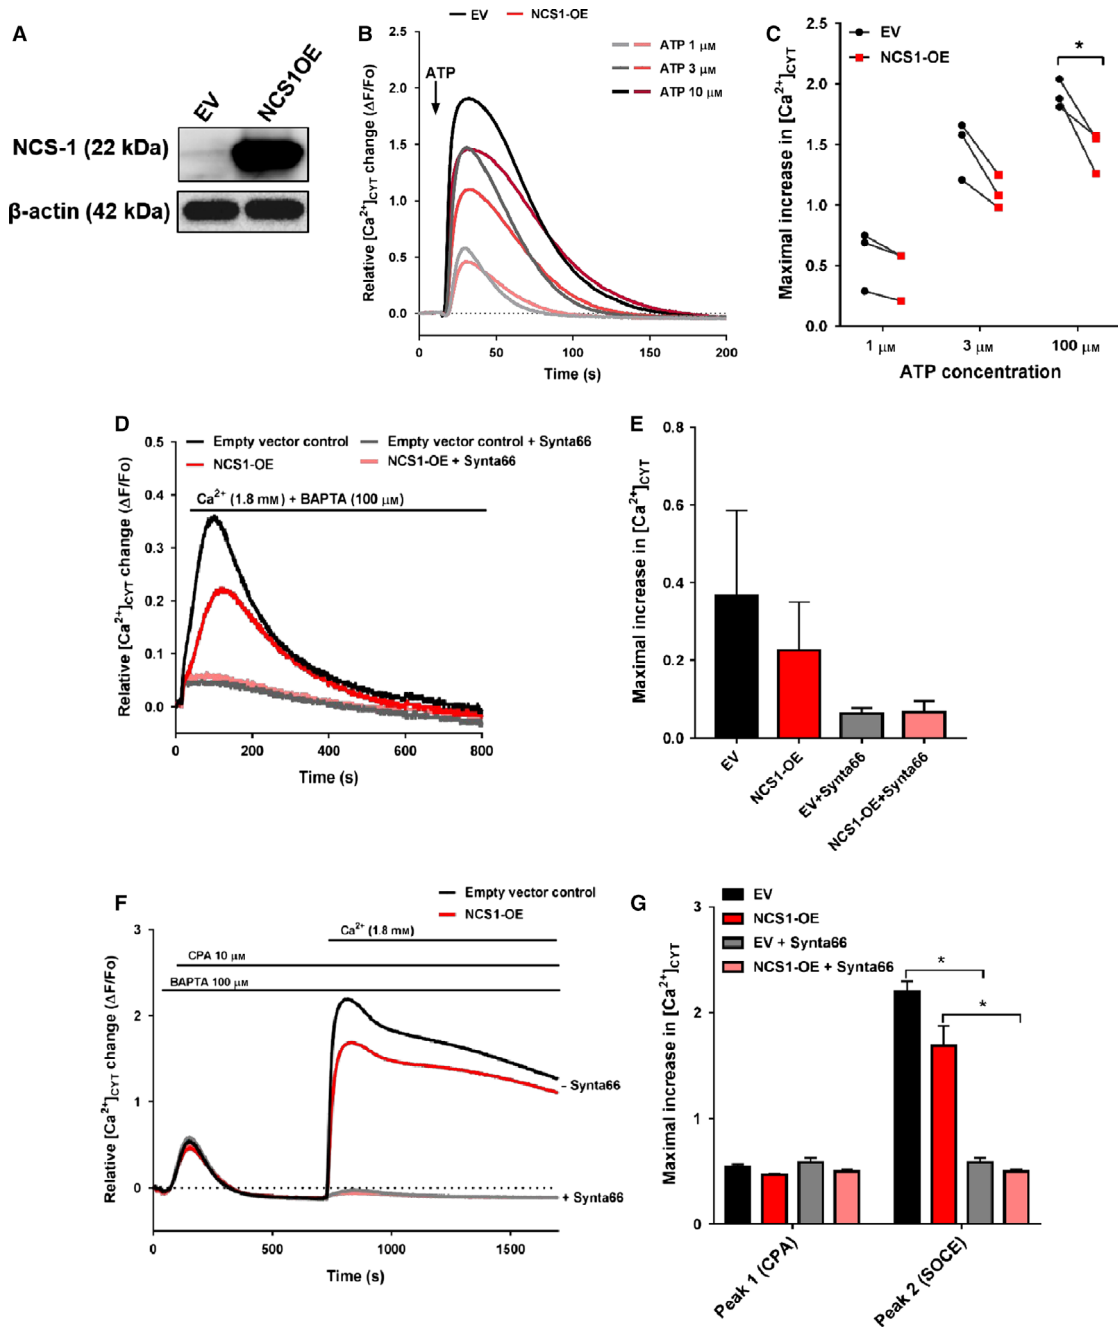 A
EV
NCS1OE
NCS-1 (22 kDa)
β-actin (42 kDa)
B
EV
NCS1-OE
ATP 1 μM
ATP 3 μM
ATP 10 μM
ATP
Relative [Ca2+]CYT change (ΔF/Fo)
2.5
2.0
1.5
1.0
0.5
0.0
0
50
100
150
200
Time (s)
C
EV
NCS1-OE
*
Maximal increase in [Ca2+]CYT
2.5
2.0
1.5
1.0
0.5
0.0
1 μM
3 μM
100 μM
ATP concentration
D
Empty vector control
NCS1-OE
Empty vector control + Synta66
NCS1-OE + Synta66
Ca2+ (1.8 mM) + BAPTA (100 μM)
Relative [Ca2+]CYT change (ΔF/Fo)
0.5
0.4
0.3
0.2
0.1
0.0
0
200
400
600
800
Time (s)
E
Maximal increase in [Ca2+]CYT
0.8
0.6
0.4
0.2
0.0
EV
NCS1-OE
EV+Synta66
NCS1-OE+Synta66
F
Empty vector control
NCS1-OE
Ca2+ (1.8 mM)
CPA 10 μM
BAPTA 100 μM
Relative [Ca2+]CYT change (ΔF/Fo)
3
2
1
0
– Synta66
+ Synta66
0
500
1000
1500
Time (s)
G
EV
NCS1-OE
EV + Synta66
NCS1-OE + Synta66
*
*
Maximal increase in [Ca2+]CYT
3
2
1
0
Peak 1 (CPA)
Peak 2 (SOCE)